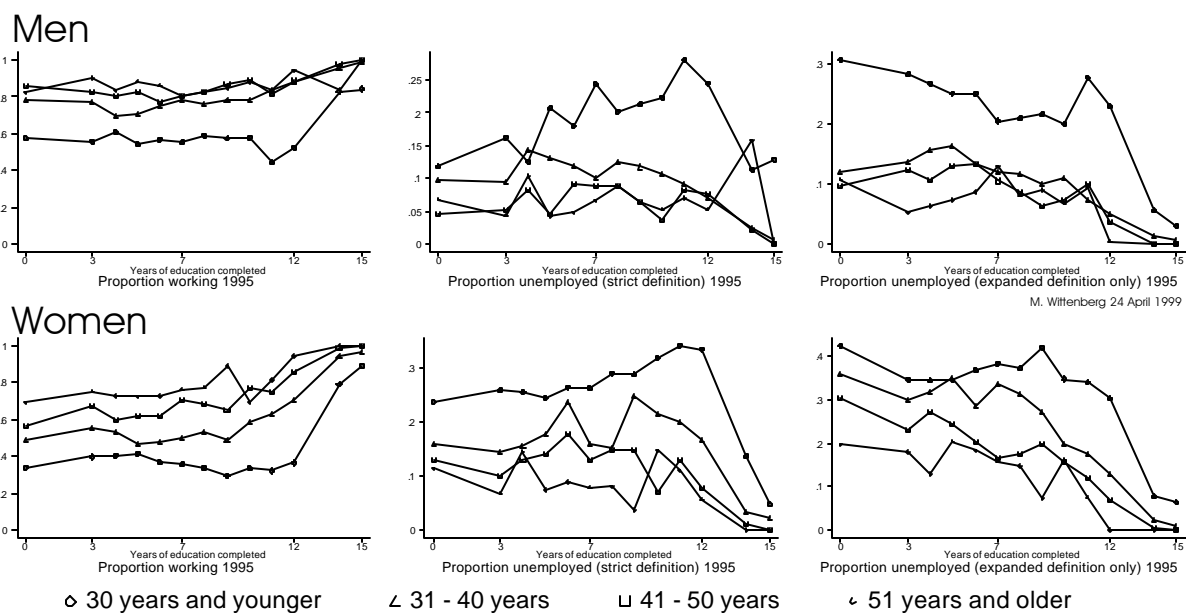 Men
1
.8
.6
.4
.2
0
0 3 7 12 15
Years of education completed
Proportion working 1995
.25
.2
.15
.1
.05
0
0 3 7 12 15
Years of education completed
Proportion unemployed (strict definition) 1995
.3
.2
.1
0
0 3 7 12 15
Years of education completed
Proportion unemployed (expanded definition only) 1995
M. Wittenberg 24 April 1999
Women
1
.8
.6
.4
.2
0
0 3 7 12 15
Years of education completed
Proportion working 1995
.3
.2
.1
0
0 3 7 12 15
Years of education completed
Proportion unemployed (strict definition) 1995
.4
.3
.2
.1
0
0 3 7 12 15
Years of education completed
Proportion unemployed (expanded definition only) 1995
30 years and younger 31 - 40 years 41 - 50 years 51 years and older